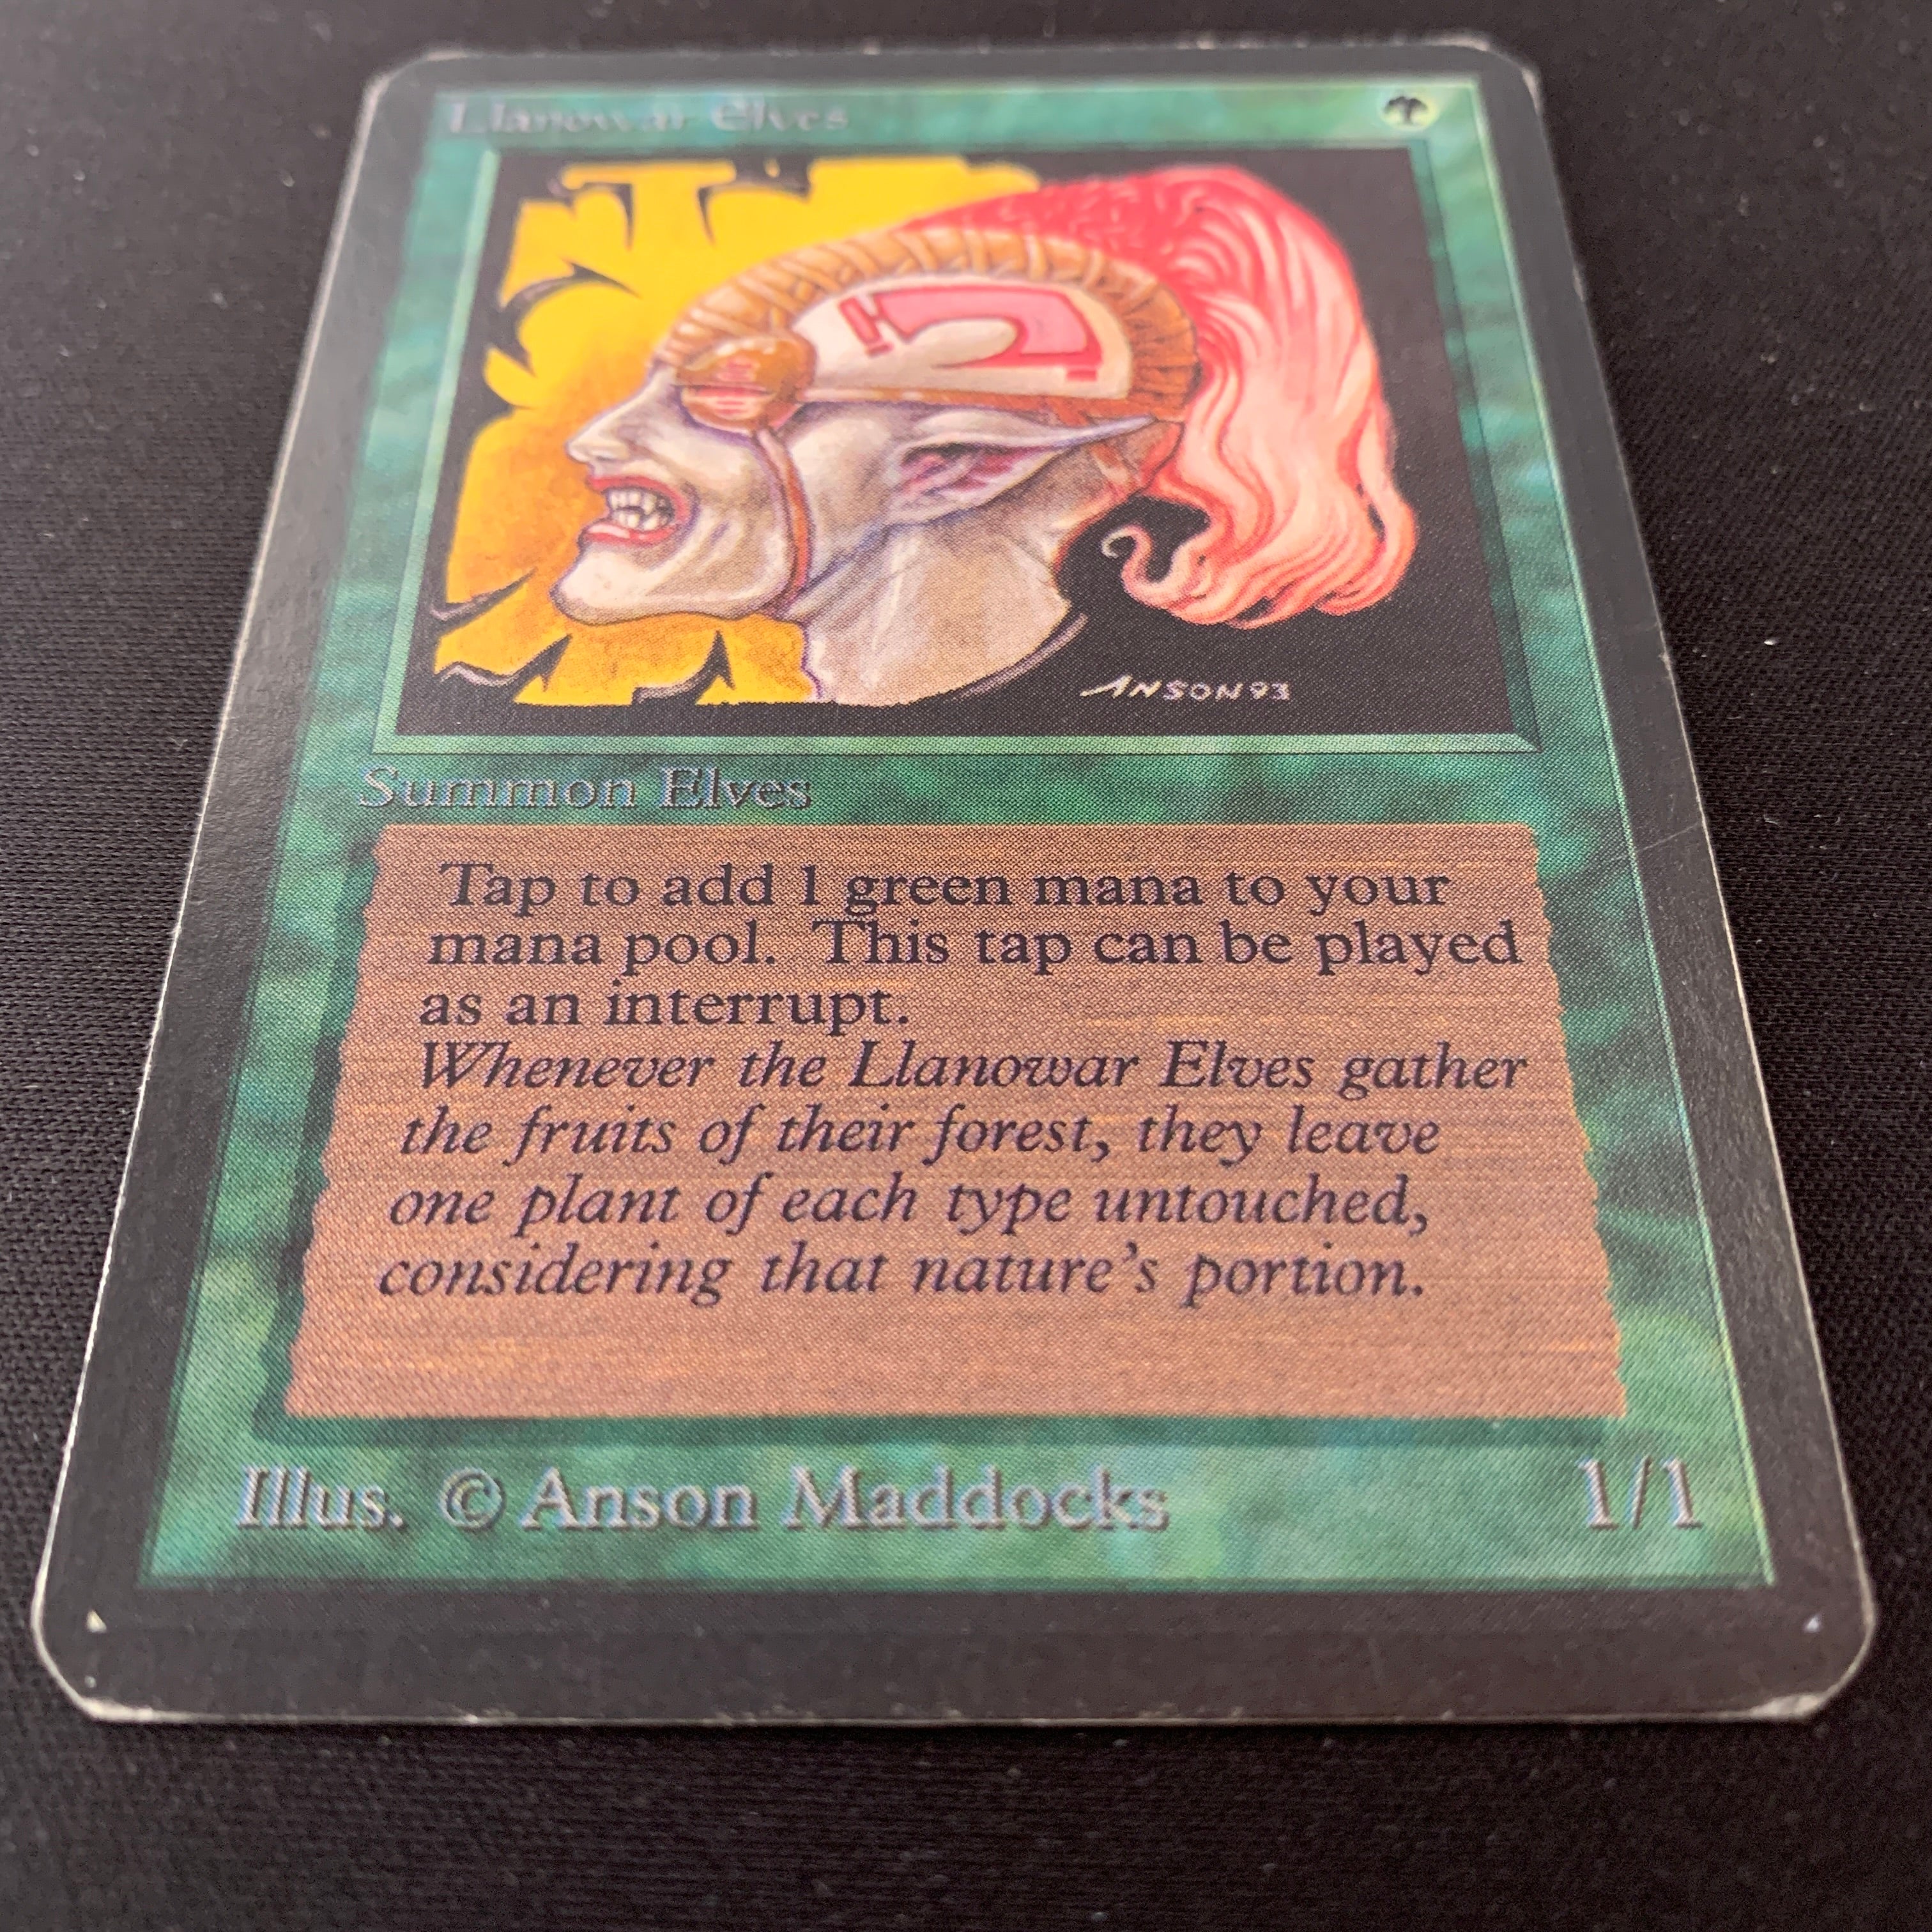 Llanowar Elves
ANSON93
Summon Elves
Tap to add 1 green mana to your
mana pool. This tap can be played
as an interrupt.
Whenever the Llanowar Elves gather
the fruits of their forest, they leave
one plant of each type untouched,
considering that nature's portion.
Illus. © Anson Maddocks
1/1